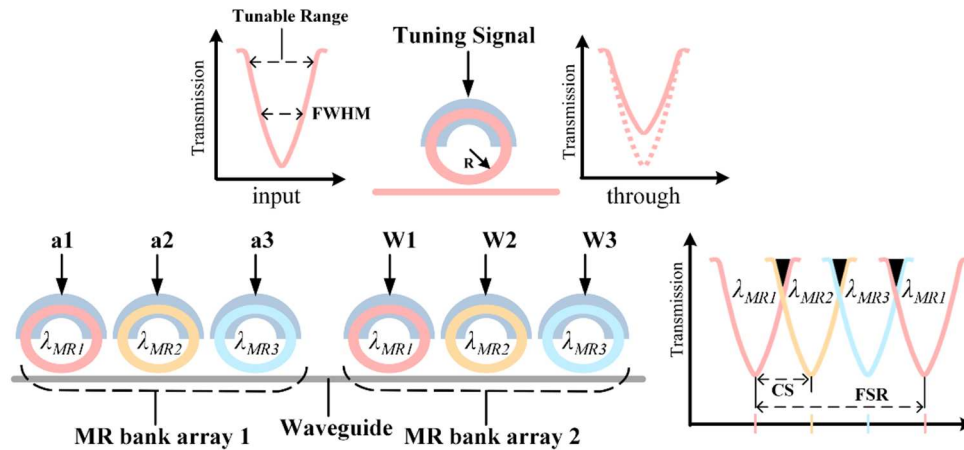 Tunable Range
Transmission
FWHM
input
Tuning Signal
R
Transmission
through
a1 a2 a3
W1 W2 W3
λMR1 λMR2 λMR3
λMR1 λMR2 λMR3
MR bank array 1
Waveguide
MR bank array 2
Transmission
λMR1 λMR2 λMR3 λMR1
CS
FSR